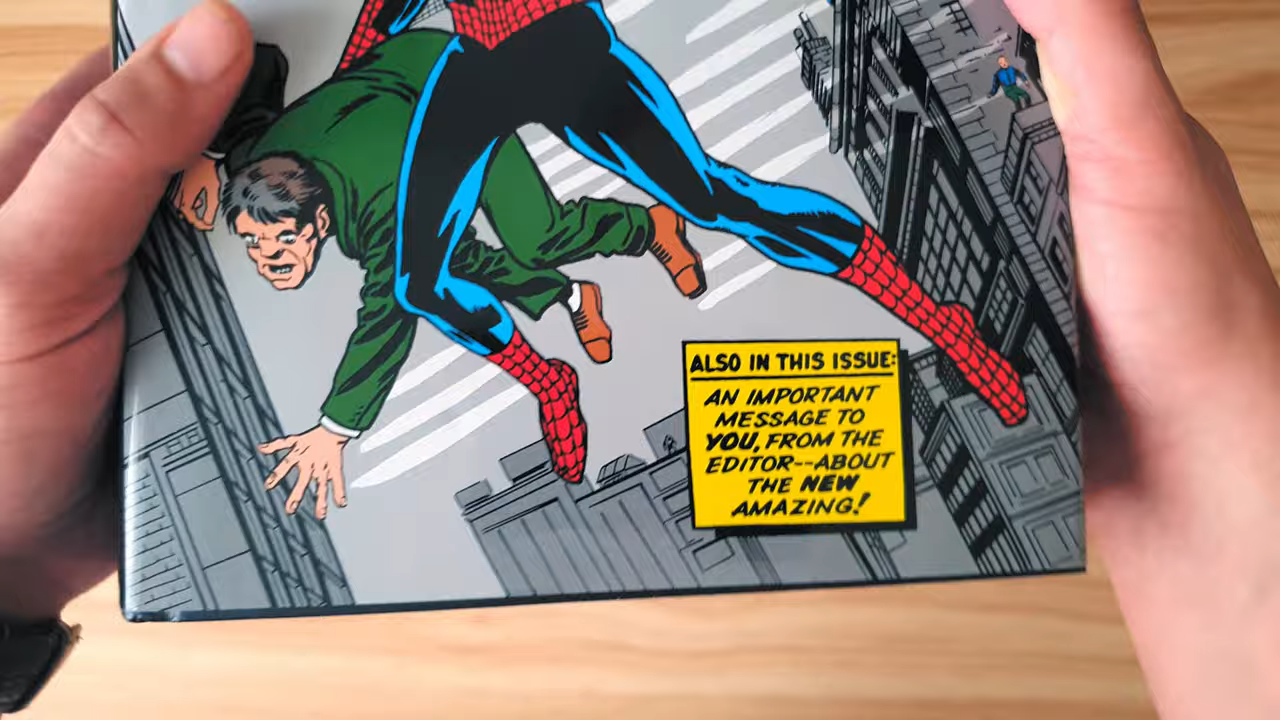 ALSO IN THIS ISSUE:
AN IMPORTANT
MESSAGE TO
YOU, FROM THE
EDITOR--ABOUT
THE NEW
AMAZING!